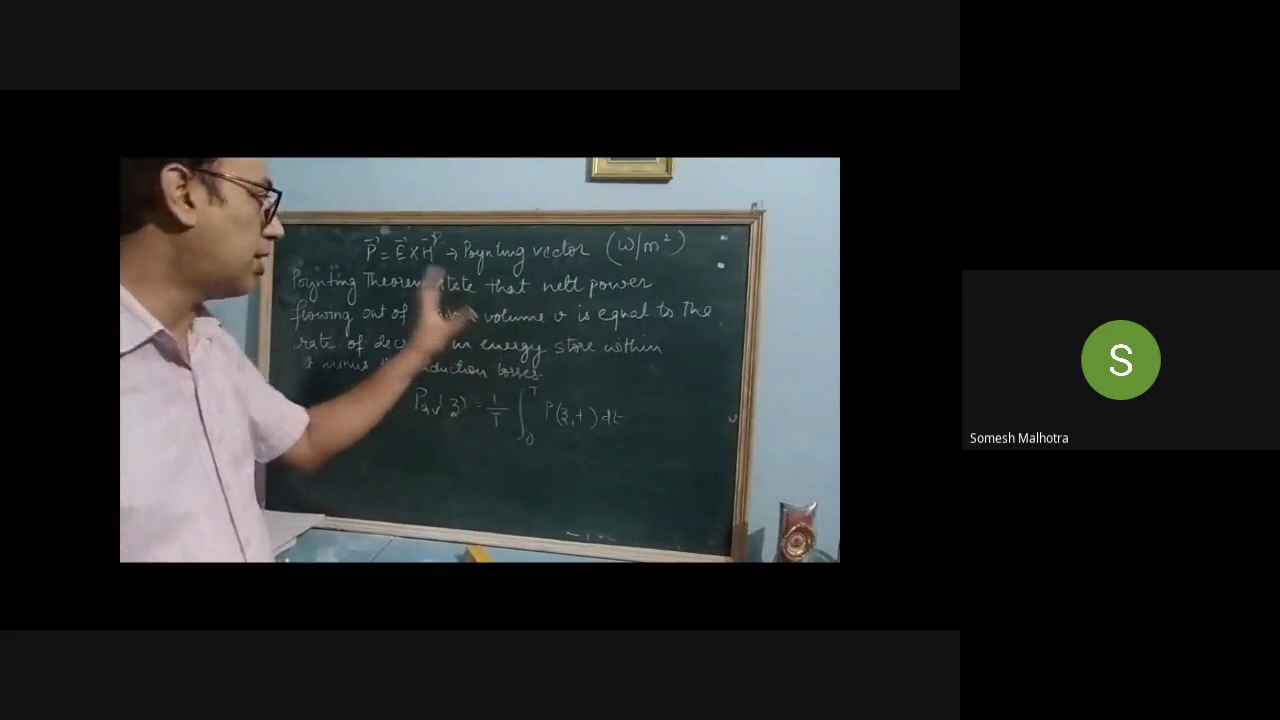 P⃗ = E⃗ X H⃗ → Poynting vector (W/m²)
Poynting Theorem state that nett power
flowing out of volume v is equal to The
rate of in energy store within
v minus losses.
Pav(z) = 1/T ∫₀ᵀ P(z,t) dt
S
Somesh Malhotra